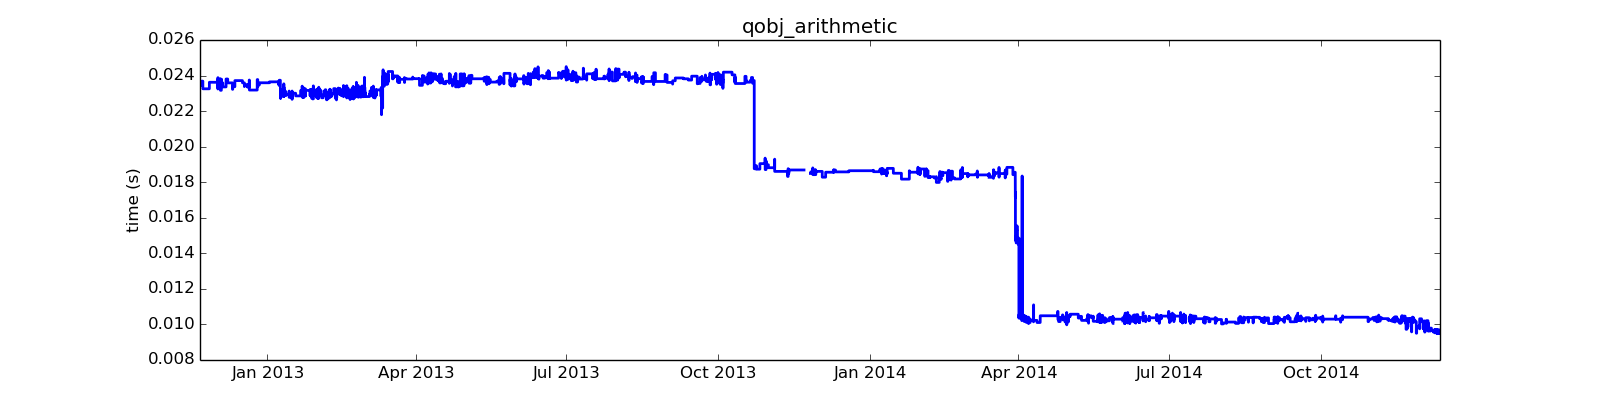 qobj_arithmetic
time (s)
0.026
0.024
0.022
0.020
0.018
0.016
0.014
0.012
0.010
0.008
Jan 2013
Apr 2013
Jul 2013
Oct 2013
Jan 2014
Apr 2014
Jul 2014
Oct 2014